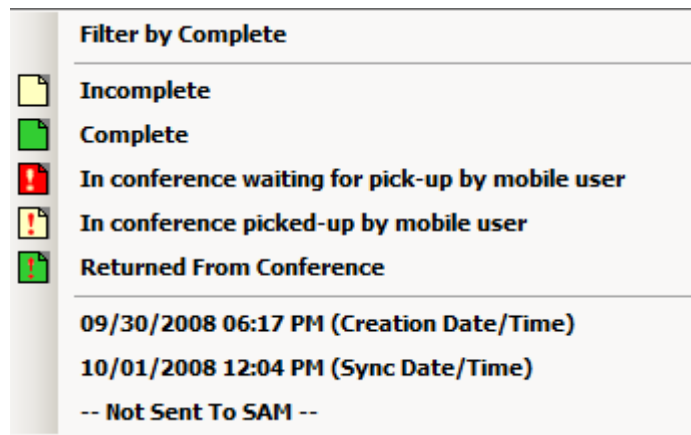 Filter by Complete
Incomplete
Complete
In conference waiting for pick-up by mobile user
In conference picked-up by mobile user
Returned From Conference
09/30/2008 06:17 PM (Creation Date/Time)
10/01/2008 12:04 PM (Sync Date/Time)
-- Not Sent To SAM --